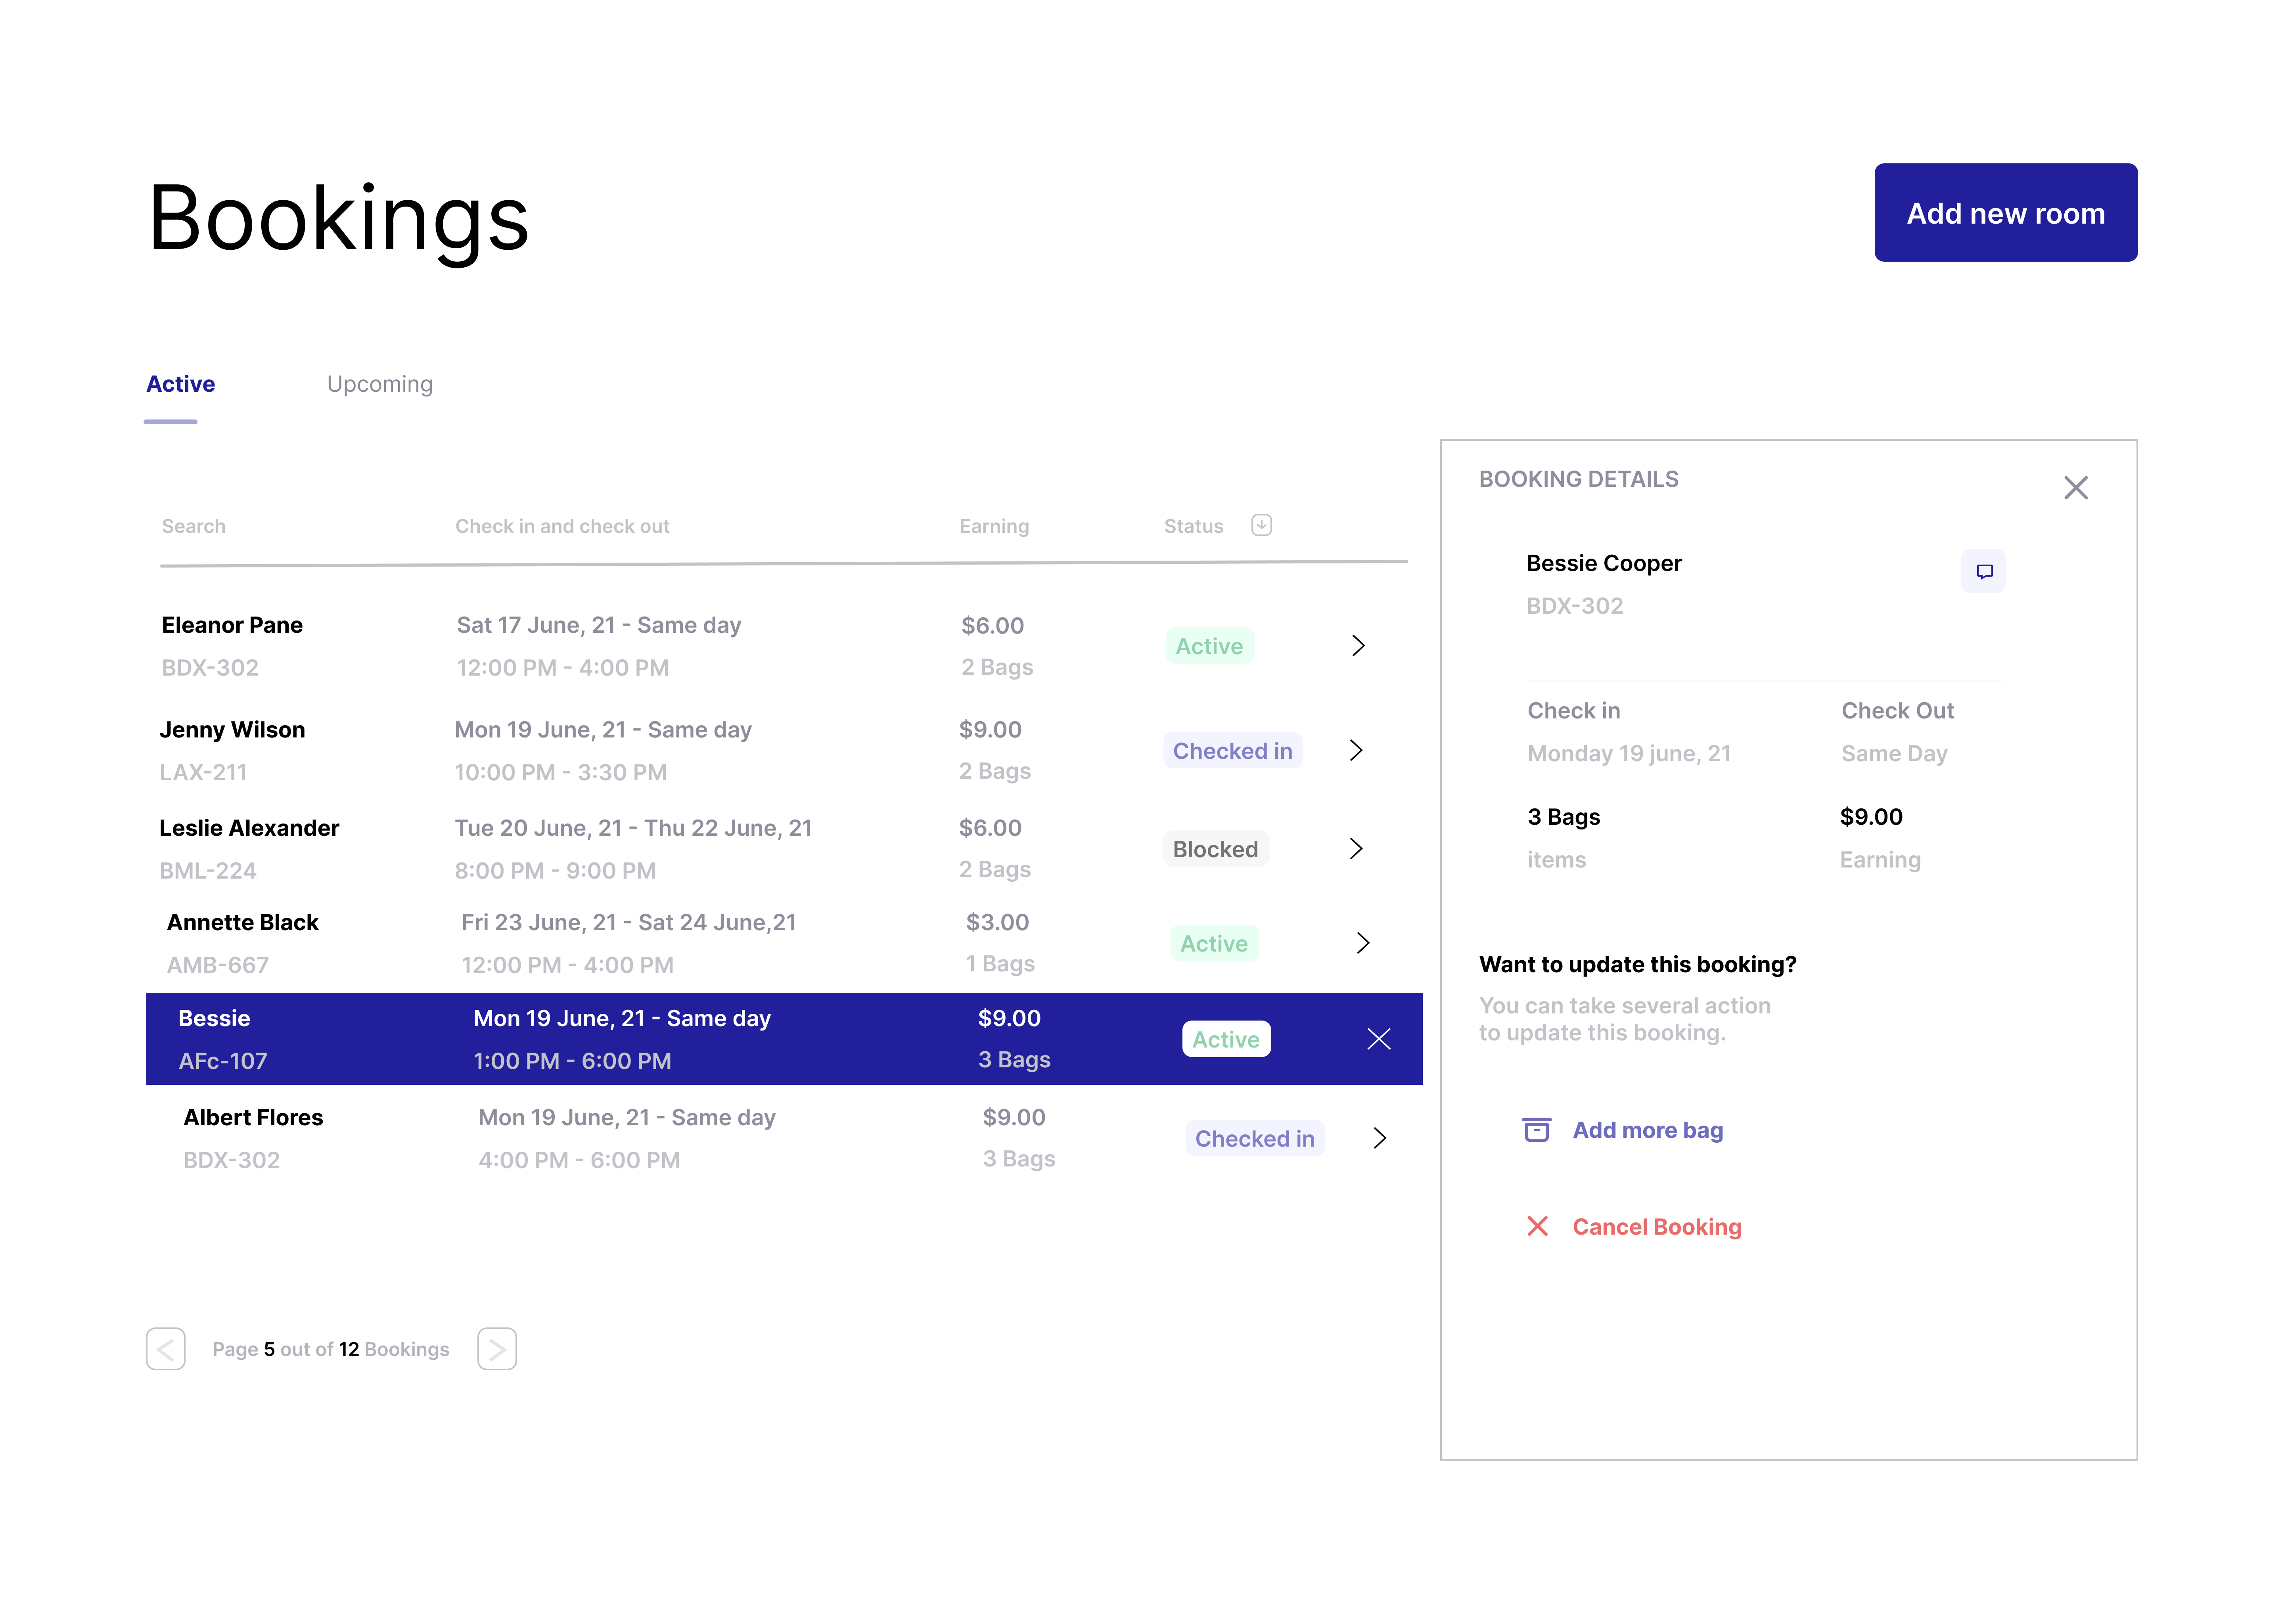 Bookings
Add new room
Active
Upcoming
Search
Check in and check out
Earning
Status
Eleanor Pane
Sat 17 June, 21 - Same day
$6.00
BDX-302
12:00 PM - 4:00 PM
2 Bags
Active
Jenny Wilson
Mon 19 June, 21 - Same day
$9.00
LAX-211
10:00 PM - 3:30 PM
2 Bags
Checked in
Leslie Alexander
Tue 20 June, 21 - Thu 22 June, 21
$6.00
BML-224
8:00 PM - 9:00 PM
2 Bags
Blocked
Annette Black
Fri 23 June, 21 - Sat 24 June,21
$3.00
AMB-667
12:00 PM - 4:00 PM
1 Bags
Active
Bessie
Mon 19 June, 21 - Same day
$9.00
AFc-107
1:00 PM - 6:00 PM
3 Bags
Active
Albert Flores
Mon 19 June, 21 - Same day
$9.00
BDX-302
4:00 PM - 6:00 PM
3 Bags
Checked in
Page 5 out of 12 Bookings
BOOKING DETAILS
Bessie Cooper
BDX-302
Check in
Check Out
Monday 19 june, 21
Same Day
3 Bags
$9.00
items
Earning
Want to update this booking?
You can take several action
to update this booking.
Add more bag
Cancel Booking